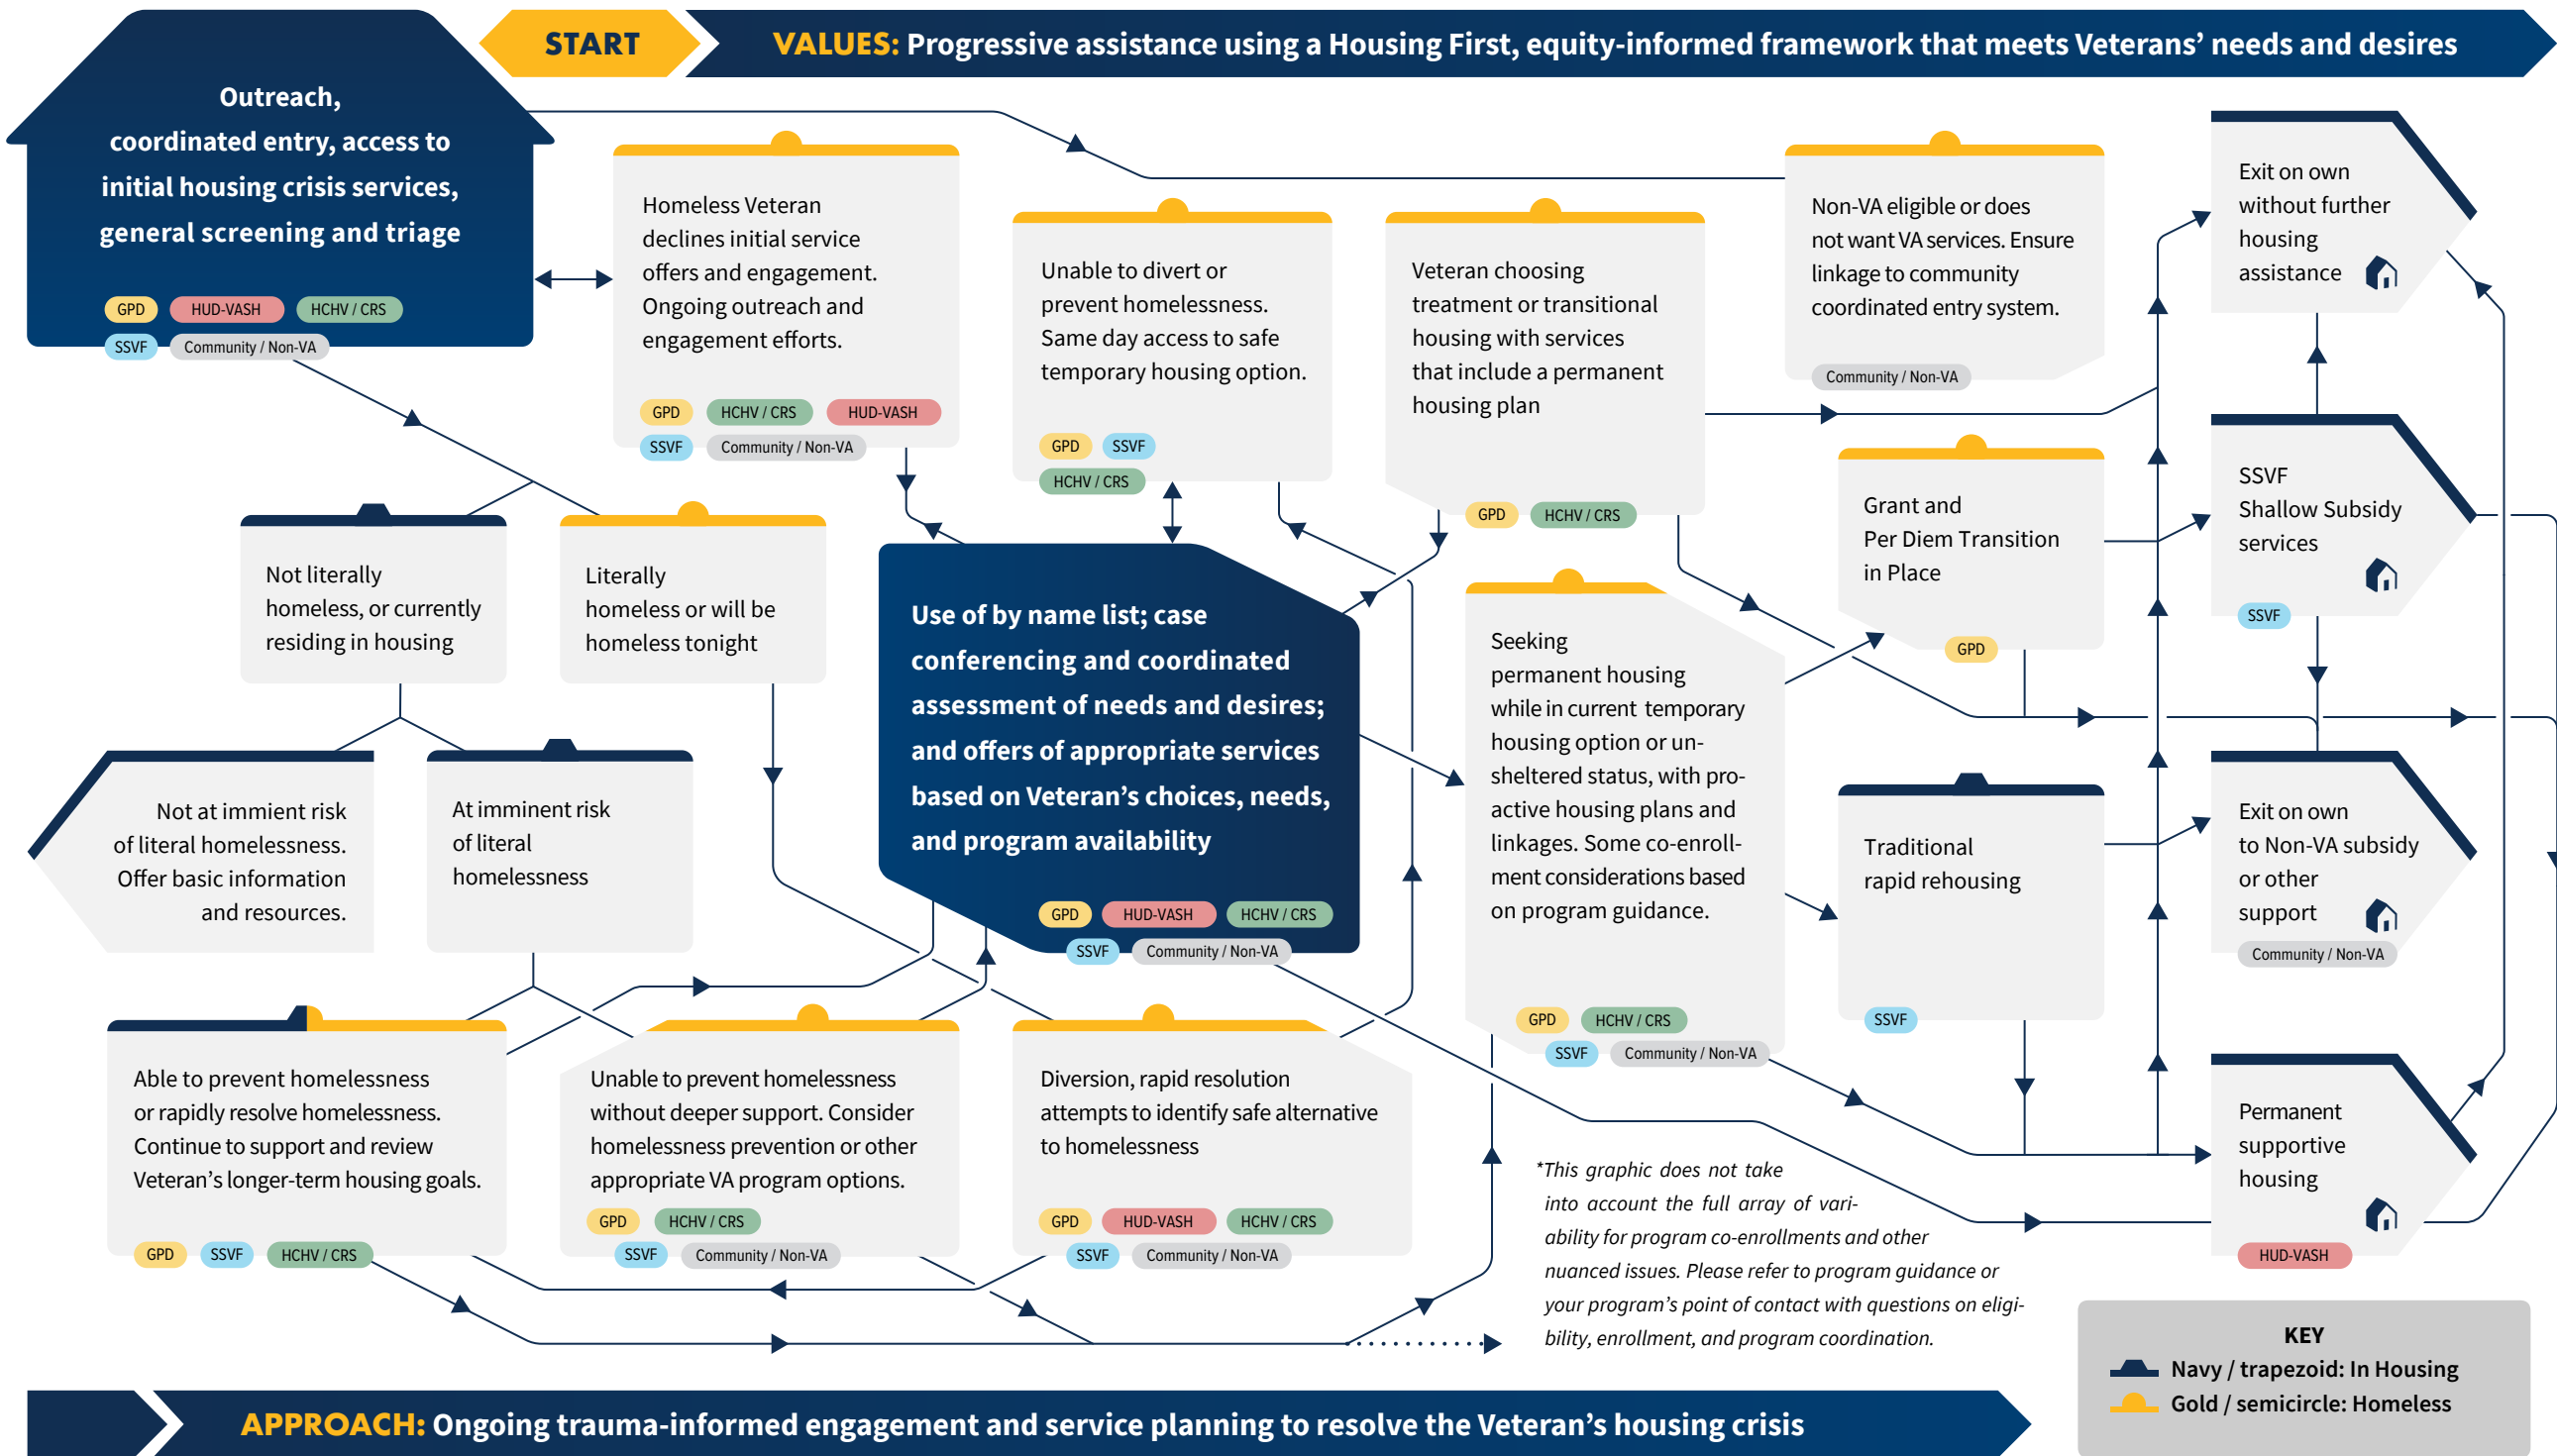 START
VALUES: Progressive assistance using a Housing First, equity-informed framework that meets Veterans’ needs and desires
Outreach,
coordinated entry, access to
initial housing crisis services,
general screening and triage
GPD HUD-VASH HCHV / CRS
SSVF Community / Non-VA
Homeless Veteran
declines initial service
offers and engagement.
Ongoing outreach and
engagement efforts.
GPD HCHV / CRS HUD-VASH
SSVF Community / Non-VA
Unable to divert or
prevent homelessness.
Same day access to safe
temporary housing option.
GPD SSVF
HCHV / CRS
Veteran choosing
treatment or transitional
housing with services
that include a permanent
housing plan
GPD HCHV / CRS
Non-VA eligible or does
not want VA services. Ensure
linkage to community
coordinated entry system.
Community / Non-VA
Exit on own
without further
housing
assistance
Grant and
Per Diem Transition
in Place
GPD
SSVF
Shallow Subsidy
services
SSVF
Not literally
homeless, or currently
residing in housing
Literally
homeless or will be
homeless tonight
Use of by name list; case
conferencing and coordinated
assessment of needs and desires;
and offers of appropriate services
based on Veteran’s choices, needs,
and program availability
GPD HUD-VASH HCHV / CRS
SSVF Community / Non-VA
Seeking
permanent housing
while in current temporary
housing option or un-
sheltered status, with pro-
active housing plans and
linkages. Some co-enroll-
ment considerations based
on program guidance.
GPD HCHV / CRS
SSVF Community / Non-VA
Not at immient risk
of literal homelessness.
Offer basic information
and resources.
At imminent risk
of literal
homelessness
Traditional
rapid rehousing
SSVF
Exit on own
to Non-VA subsidy
or other
support
Community / Non-VA
Able to prevent homelessness
or rapidly resolve homelessness.
Continue to support and review
Veteran’s longer-term housing goals.
GPD SSVF HCHV / CRS
Unable to prevent homelessness
without deeper support. Consider
homelessness prevention or other
appropriate VA program options.
GPD HCHV / CRS
SSVF Community / Non-VA
Diversion, rapid resolution
attempts to identify safe alternative
to homelessness
GPD HUD-VASH HCHV / CRS
SSVF Community / Non-VA
Permanent
supportive
housing
HUD-VASH
*This graphic does not take
into account the full array of vari-
ability for program co-enrollments and other
nuanced issues. Please refer to program guidance or
your program’s point of contact with questions on eligi-
bility, enrollment, and program coordination.
KEY
Navy / trapezoid: In Housing
Gold / semicircle: Homeless
APPROACH: Ongoing trauma-informed engagement and service planning to resolve the Veteran’s housing crisis